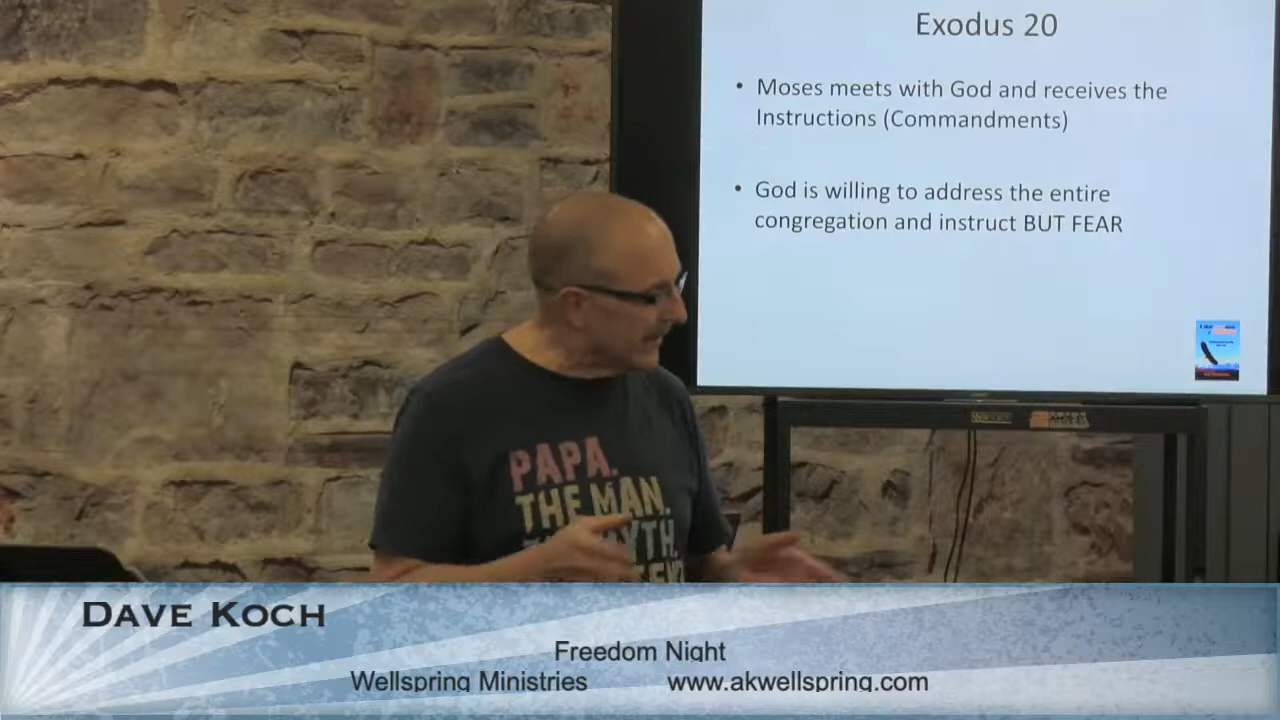 Exodus 20
• Moses meets with God and receives the
Instructions (Commandments)
• God is willing to address the entire
congregation and instruct BUT FEAR
PAPA.
THE MAN.
MYTH.
Dave Koch
Freedom Night
Wellspring Ministries www.akwellspring.com